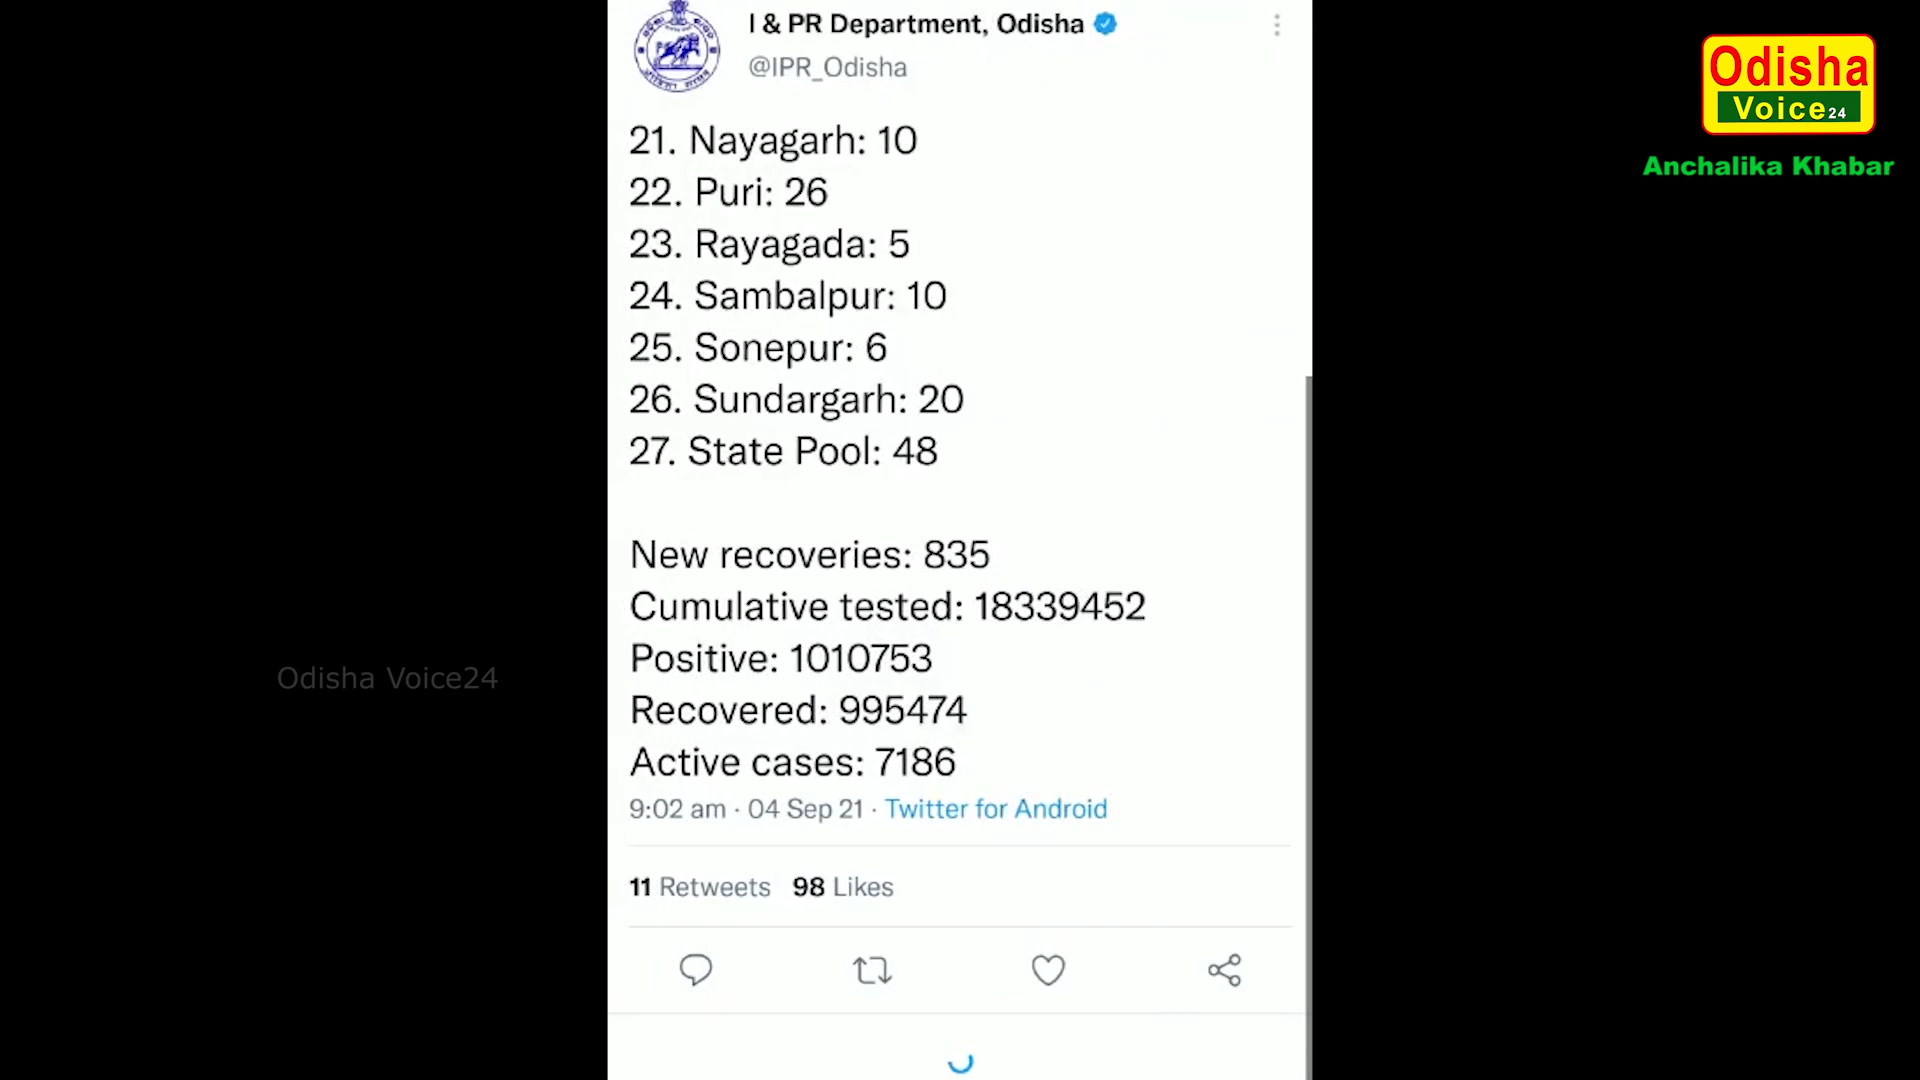 I & PR Department, Odisha
@IPR_Odisha
21. Nayagarh: 10
22. Puri: 26
23. Rayagada: 5
24. Sambalpur: 10
25. Sonepur: 6
26. Sundargarh: 20
27. State Pool: 48
New recoveries: 835
Cumulative tested: 18339452
Positive: 1010753
Recovered: 995474
Active cases: 7186
9:02 am · 04 Sep 21 · Twitter for Android
11 Retweets 98 Likes
Odisha
Voice24
Anchalika Khabar
Odisha Voice24